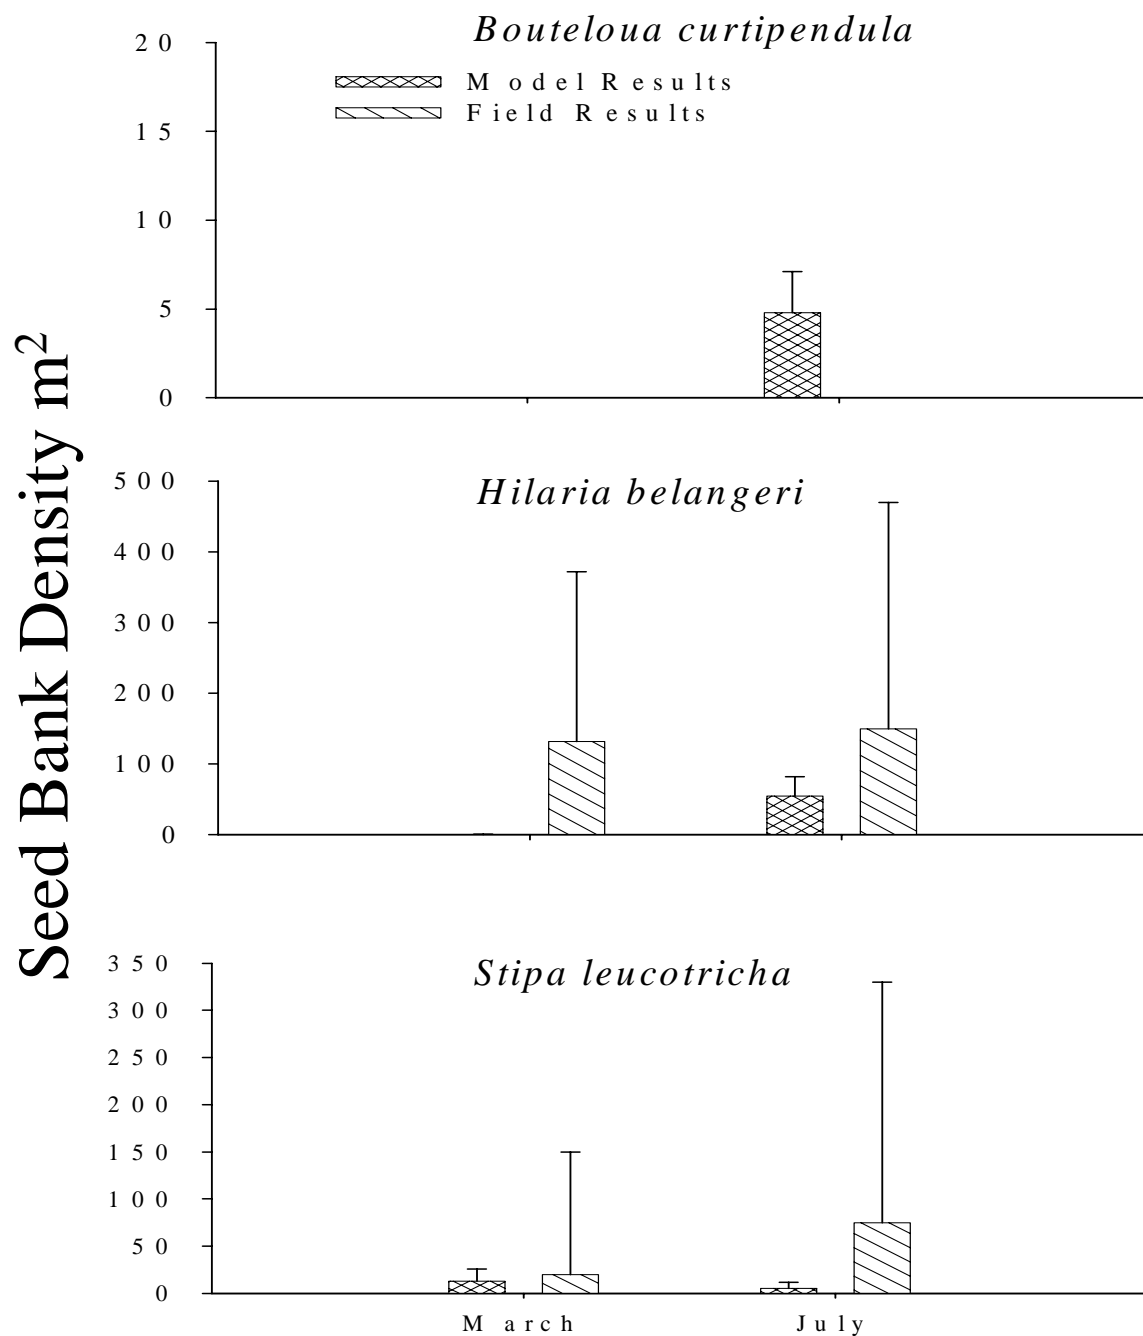 Seed Bank Density m²
Bouteloua curtipendula
Model Results
Field Results
20
15
10
5
0
Hilaria belangeri
500
400
300
200
100
0
Stipa leucotricha
350
300
250
200
150
100
50
0
March July